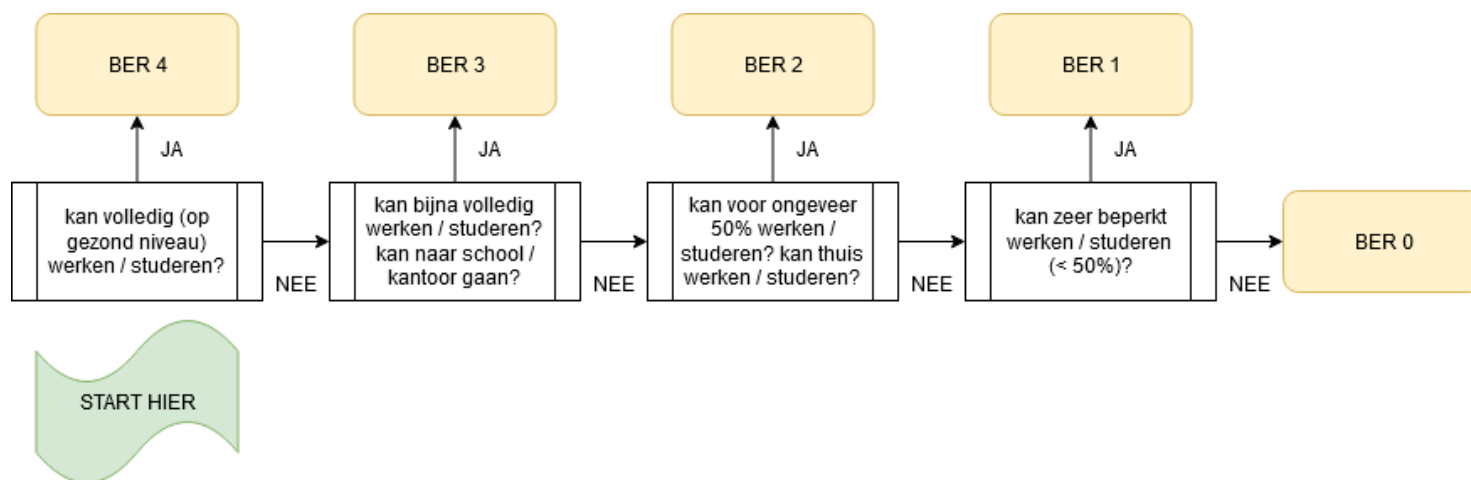 BER 4
BER 3
BER 2
BER 1
JA
JA
JA
JA
kan volledig (op
gezond niveau)
werken / studeren?
NEE
kan bijna volledig
werken / studeren?
kan naar school /
kantoor gaan?
NEE
kan voor ongeveer
50% werken /
studeren? kan thuis
werken / studeren?
NEE
kan zeer beperkt
werken / studeren
(< 50%)?
NEE
BER 0
START HIER